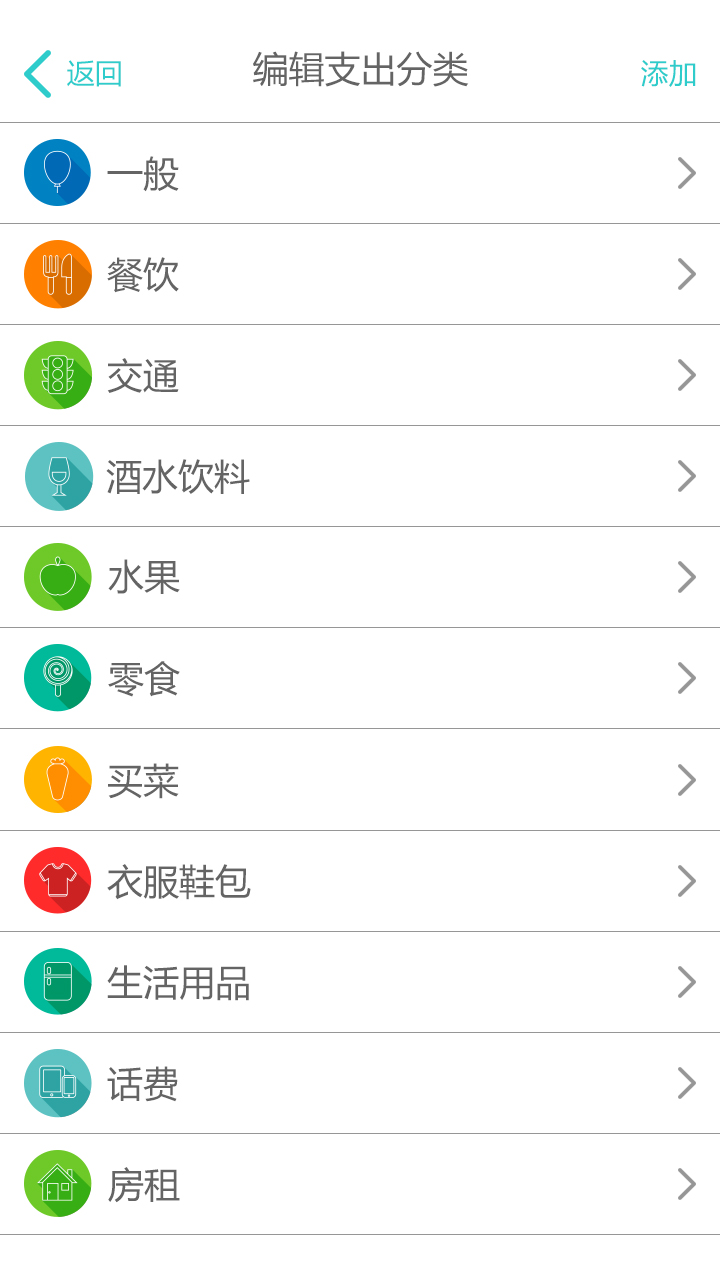 返回
编辑支出分类
添加
一般
餐饮
交通
酒水饮料
水果
零食
买菜
衣服鞋包
生活用品
话费
房租